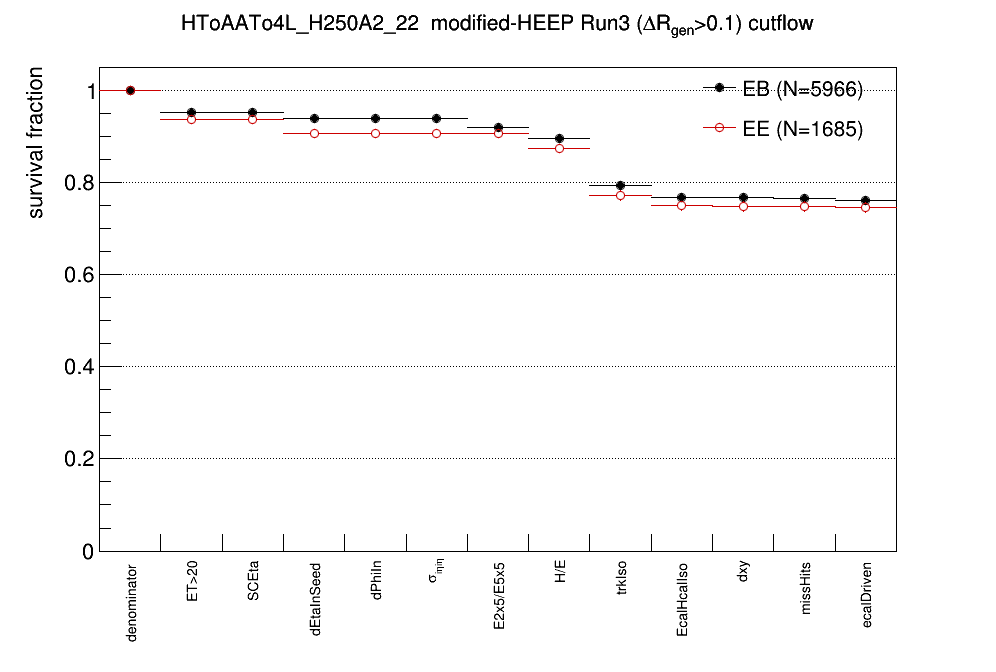 HToAATo4L_H250A2_22 modified-HEEP Run3 (ΔRgen>0.1) cutflow
survival fraction
1
0.8
0.6
0.4
0.2
0
EB (N=5966)
EE (N=1685)
denominator
ET>20
SCEta
dEtaInSeed
dPhiIn
σiηiη
E2x5/E5x5
H/E
trkIso
EcalHcalIso
dxy
missHits
ecalDriven